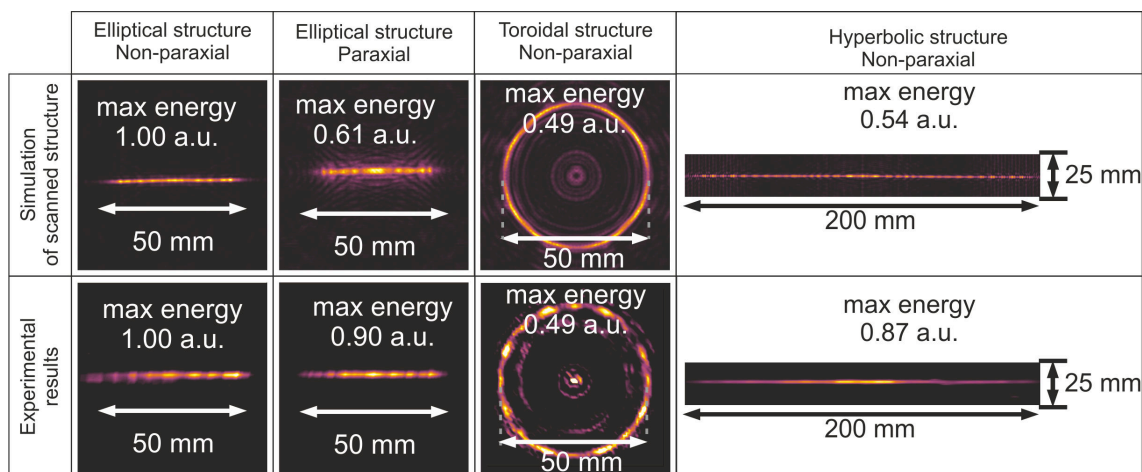 Elliptical structure
Non-paraxial
Elliptical structure
Paraxial
Toroidal structure
Non-paraxial
Hyperbolic structure
Non-paraxial
Simulation
of scanned structure
max energy
1.00 a.u.
50 mm
max energy
0.61 a.u.
50 mm
max energy
0.49 a.u.
50 mm
max energy
0.54 a.u.
25 mm
200 mm
Experimental
results
max energy
1.00 a.u.
50 mm
max energy
0.90 a.u.
50 mm
max energy
0.49 a.u.
50 mm
max energy
0.87 a.u.
25 mm
200 mm